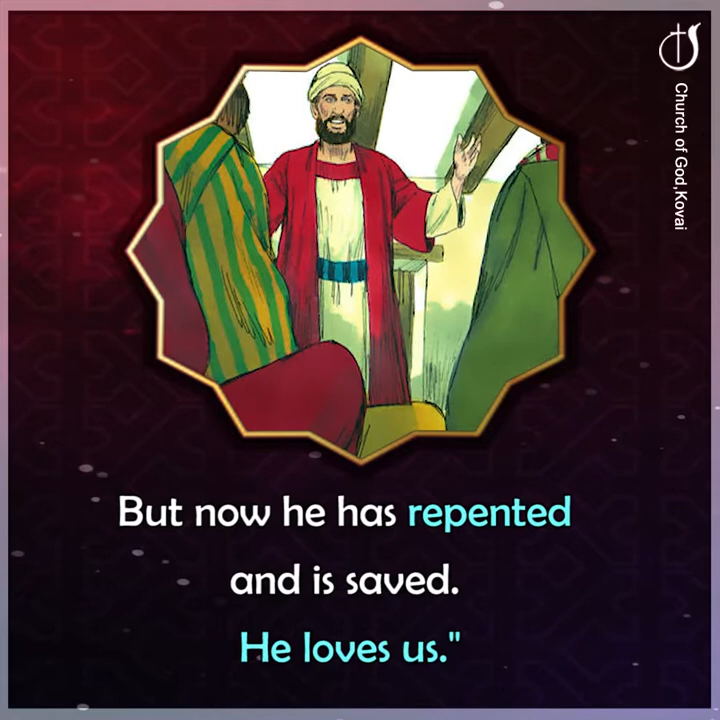 Church of God,Kovai
But now he has repented
and is saved.
He loves us."